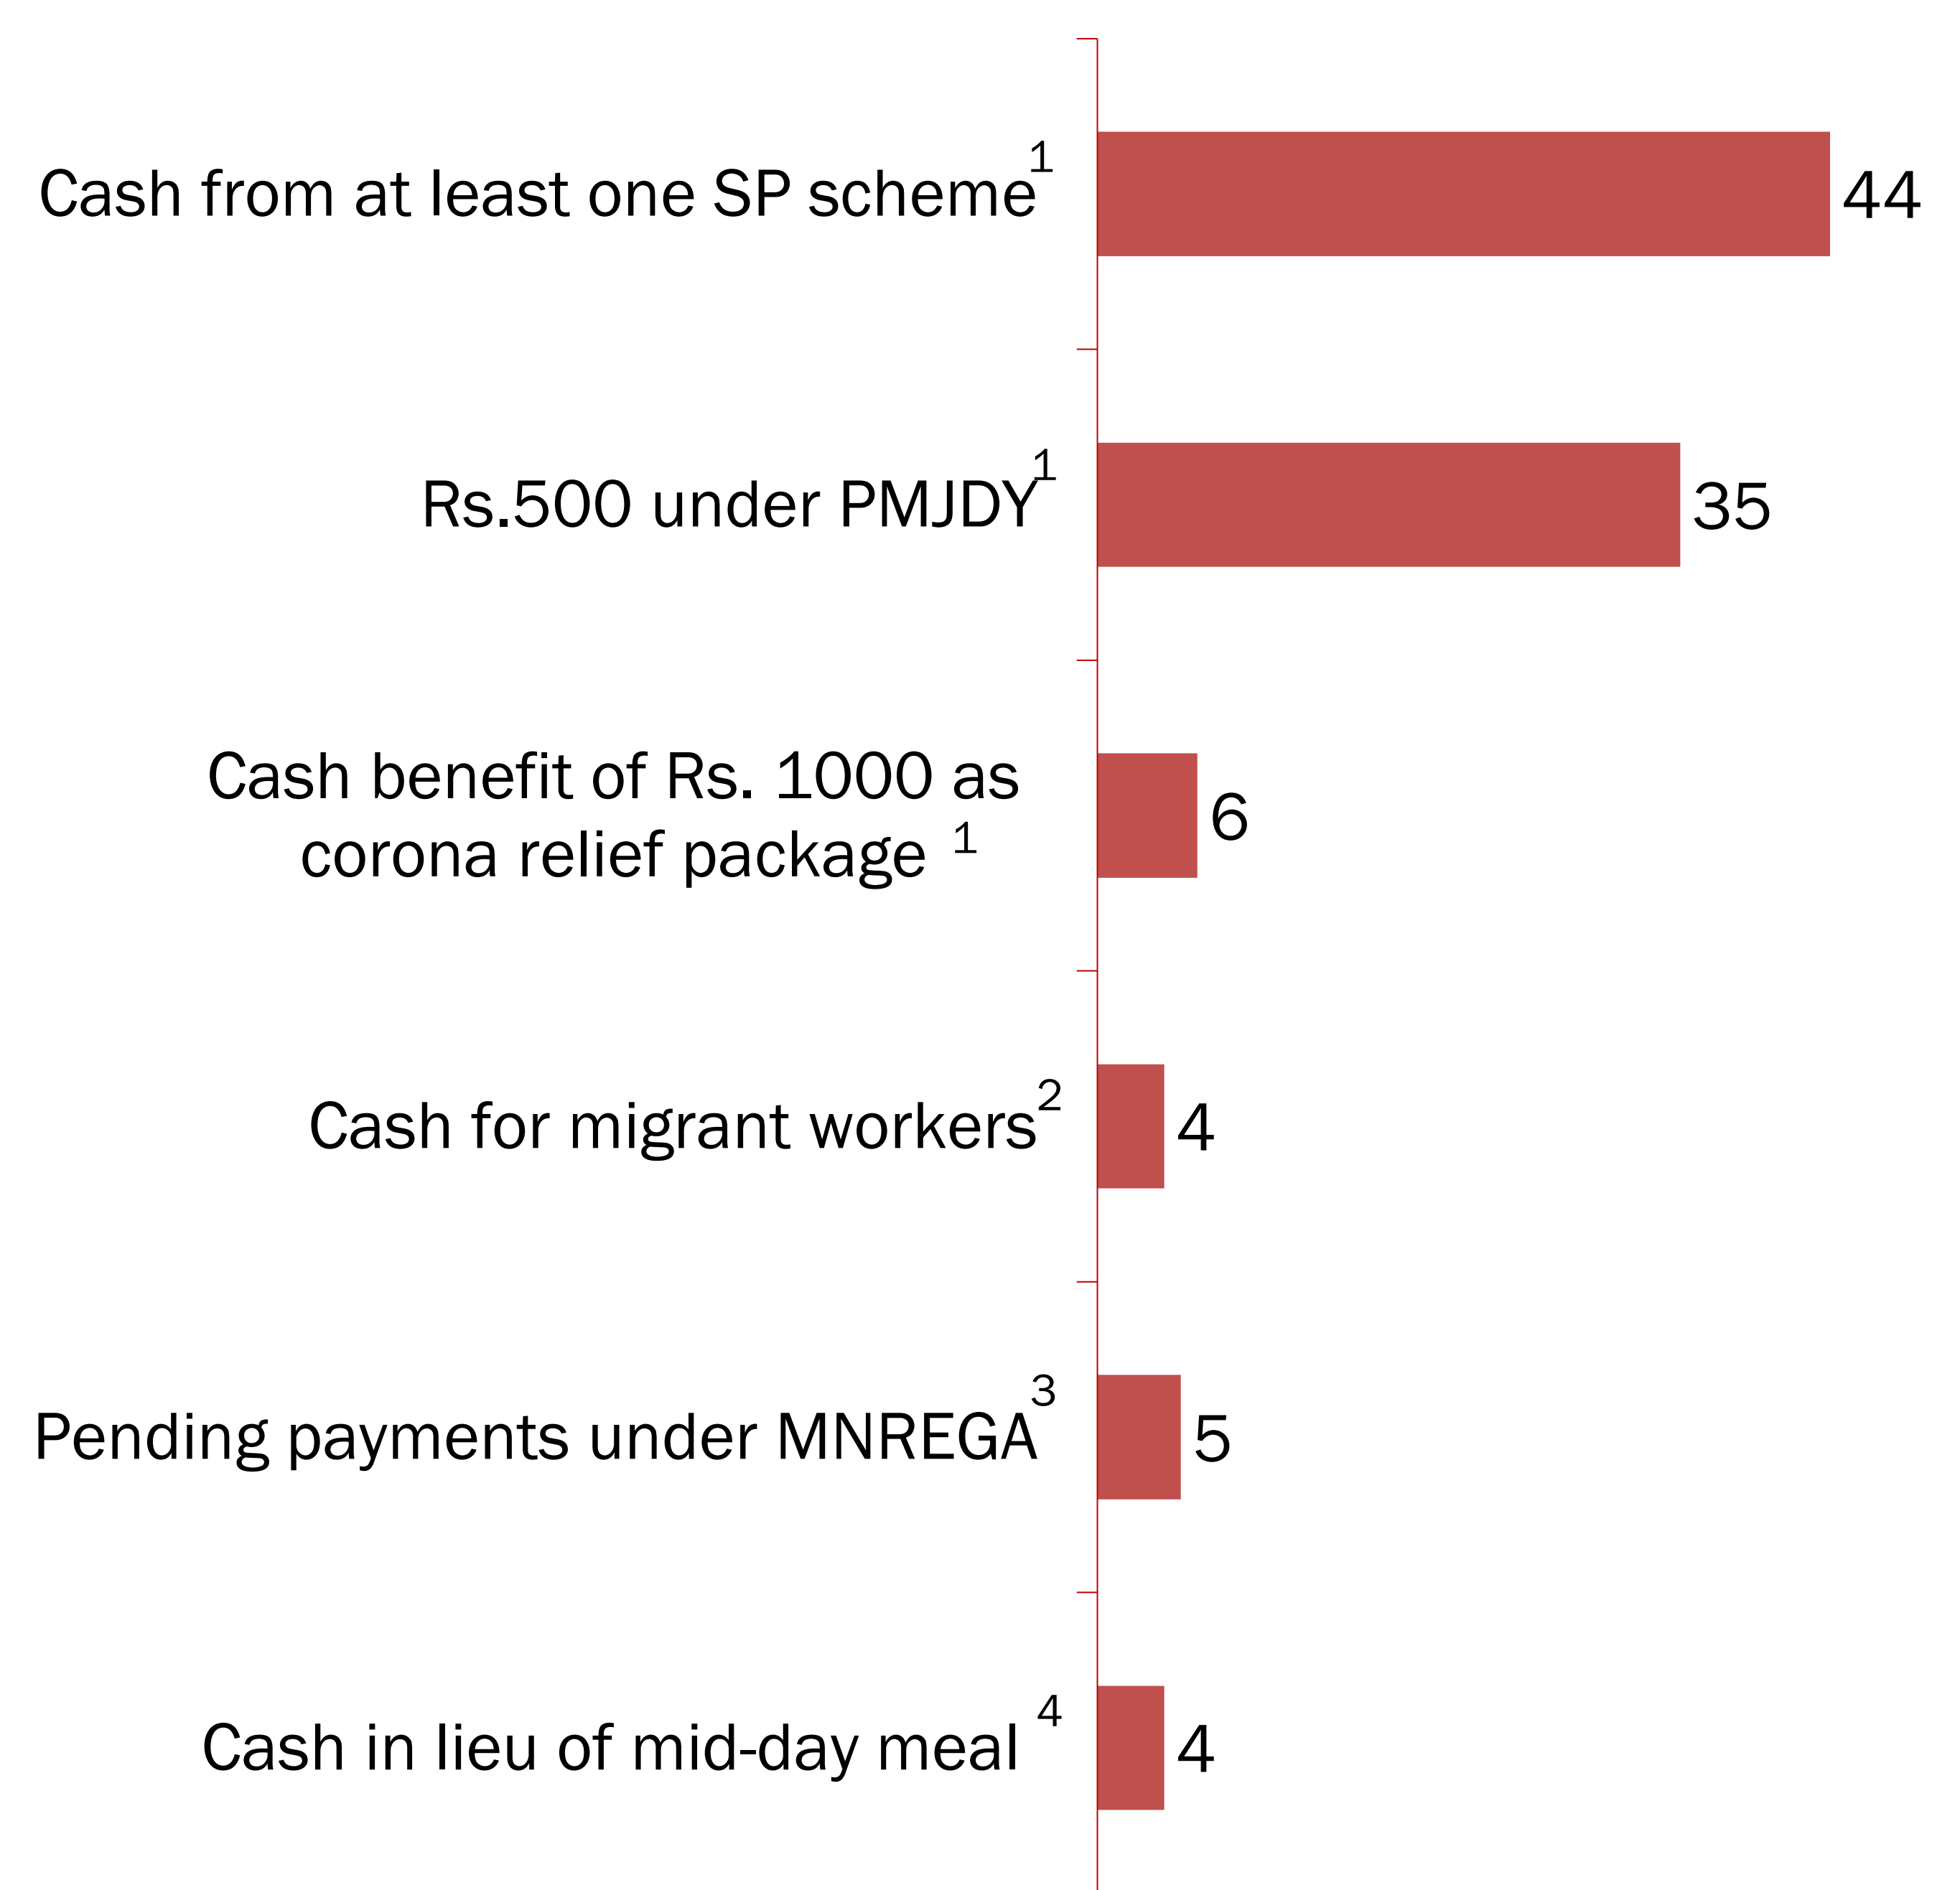 Cash from at least one SP scheme¹ 44
Rs.500 under PMJDY¹ 35
Cash benefit of Rs. 1000 as
corona relief package ¹ 6
Cash for migrant workers² 4
Pending payments under MNREGA³ 5
Cash in lieu of mid-day meal ⁴ 4